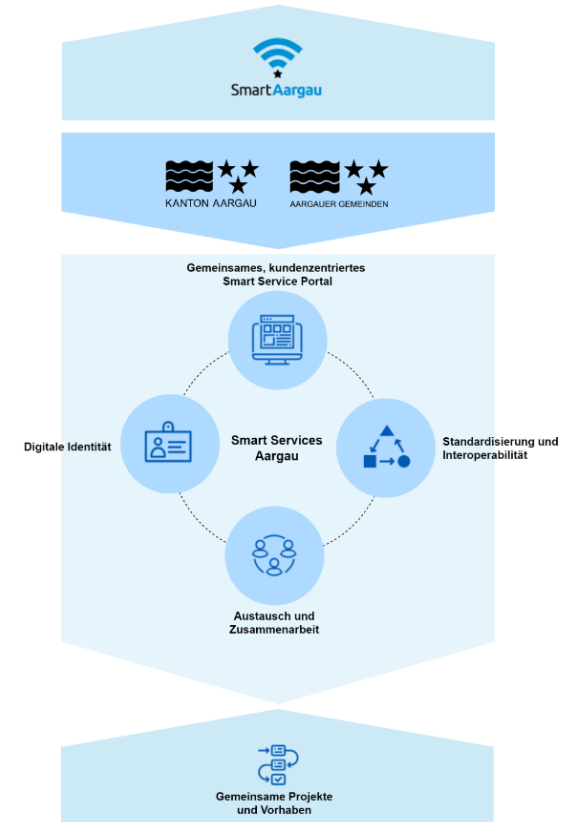 SmartAargau
KANTON AARGAU
AARGAUER GEMEINDEN
Gemeinsames, kundenzentriertes
Smart Service Portal
Digitale Identität
Smart Services
Aargau
Standardisierung und
Interoperabilität
Austausch und
Zusammenarbeit
Gemeinsame Projekte
und Vorhaben